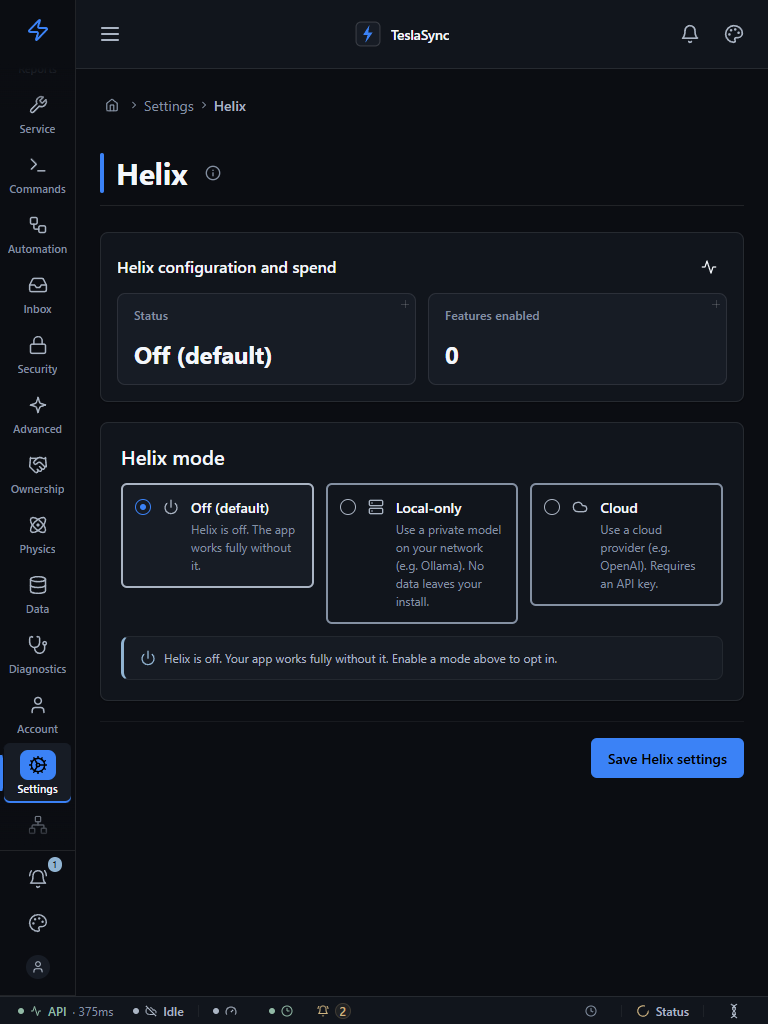 TeslaSync
Reports
Service
Commands
Automation
Inbox
Security
Advanced
Ownership
Physics
Data
Diagnostics
Account
Settings
1
Settings
Helix
Helix
Helix configuration and spend
Status
Off (default)
Features enabled
0
Helix mode
Off (default)
Helix is off. The app
works fully without
it.
Local-only
Use a private model
on your network
(e.g. Ollama). No
data leaves your
install.
Cloud
Use a cloud
provider (e.g.
OpenAI). Requires
an API key.
Helix is off. Your app works fully without it. Enable a mode above to opt in.
Save Helix settings
API · 375ms
Idle
2
Status